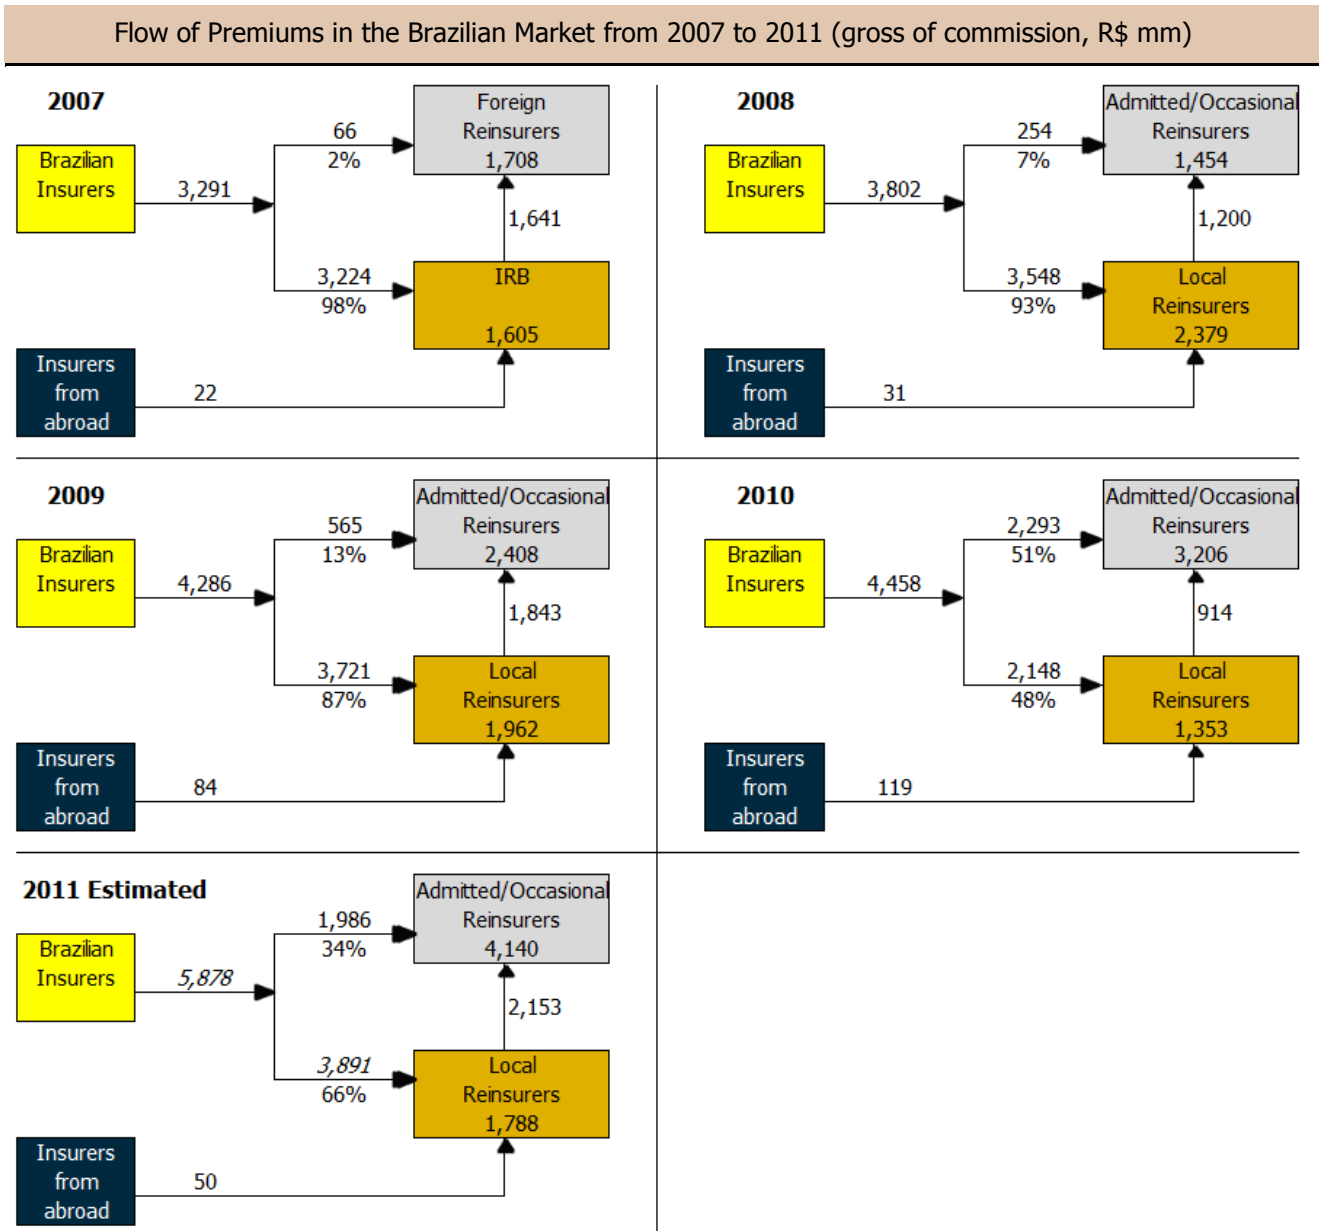 Flow of Premiums in the Brazilian Market from 2007 to 2011 (gross of commission, R$ mm)
2007
Brazilian
Insurers
3,291
66
2%
Foreign
Reinsurers
1,708
1,641
3,224
98%
IRB
1,605
Insurers
from
abroad
22
2008
Brazilian
Insurers
3,802
254
7%
Admitted/Occasional
Reinsurers
1,454
1,200
3,548
93%
Local
Reinsurers
2,379
Insurers
from
abroad
31
2009
Brazilian
Insurers
4,286
565
13%
Admitted/Occasional
Reinsurers
2,408
1,843
3,721
87%
Local
Reinsurers
1,962
Insurers
from
abroad
84
2010
Brazilian
Insurers
4,458
2,293
51%
Admitted/Occasional
Reinsurers
3,206
914
2,148
48%
Local
Reinsurers
1,353
Insurers
from
abroad
119
2011 Estimated
Brazilian
Insurers
5,878
1,986
34%
Admitted/Occasional
Reinsurers
4,140
2,153
3,891
66%
Local
Reinsurers
1,788
Insurers
from
abroad
50